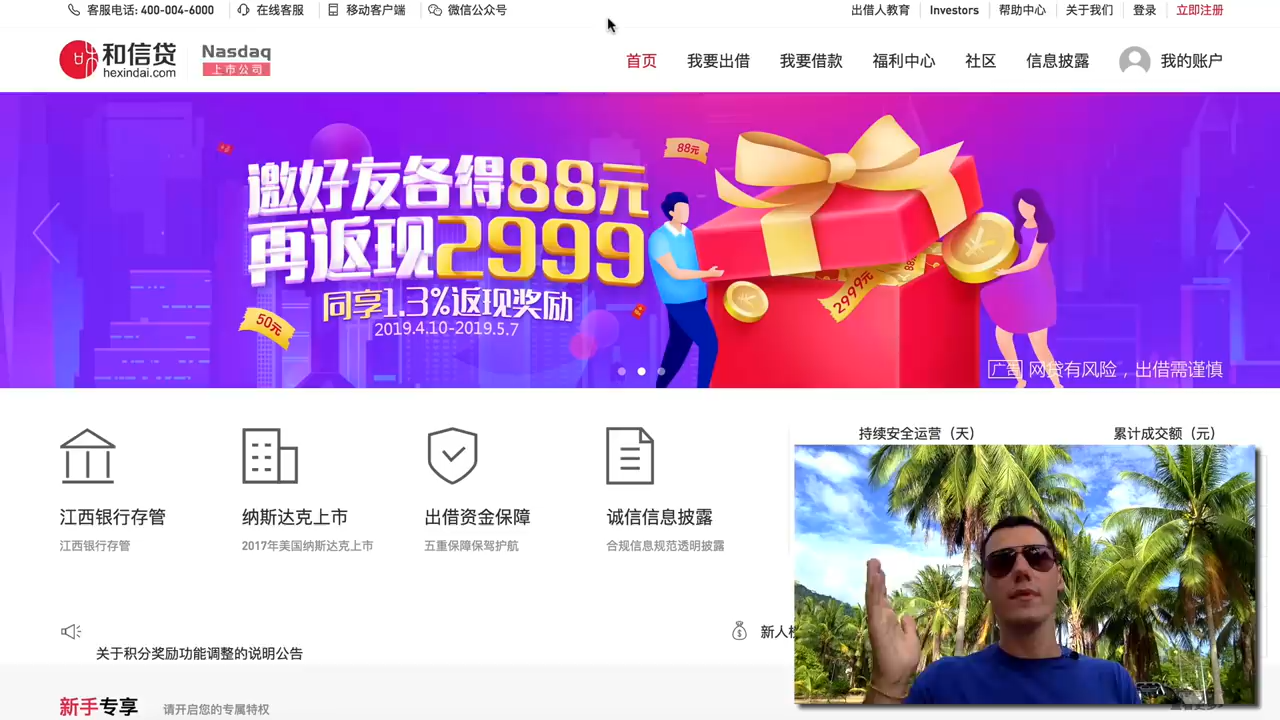 客服电话: 400-004-6000
在线客服
移动客户端
微信公众号
出借人教育
Investors
帮助中心
关于我们
登录
立即注册
和信贷
hexindai.com
Nasdaq
上市公司
首页
我要出借
我要借款
福利中心
社区
信息披露
我的账户
邀好友各得88元
再返现2999
同享1.3%返现奖励
2019.4.10-2019.5.7
50元
88元
2999元
广告 网贷有风险，出借需谨慎
江西银行存管
江西银行存管
纳斯达克上市
2017年美国纳斯达克上市
出借资金保障
五重保障保驾护航
诚信信息披露
合规信息规范透明披露
持续安全运营（天）
累计成交额（元）
关于积分奖励功能调整的说明公告
新人
新手专享
请开启您的专属特权